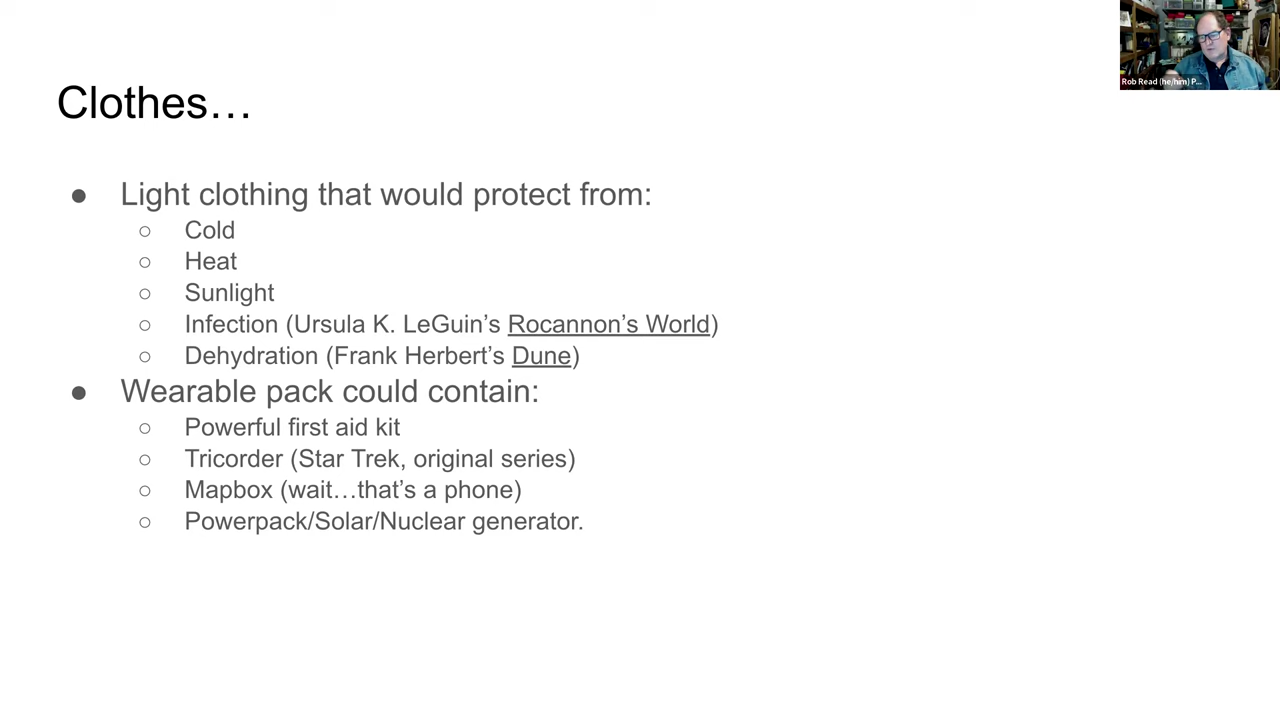 Clothes…
● Light clothing that would protect from:
○ Cold
○ Heat
○ Sunlight
○ Infection (Ursula K. LeGuin’s Rocannon’s World)
○ Dehydration (Frank Herbert’s Dune)
● Wearable pack could contain:
○ Powerful first aid kit
○ Tricorder (Star Trek, original series)
○ Mapbox (wait…that’s a phone)
○ Powerpack/Solar/Nuclear generator.
Rob Read (he/him) P...